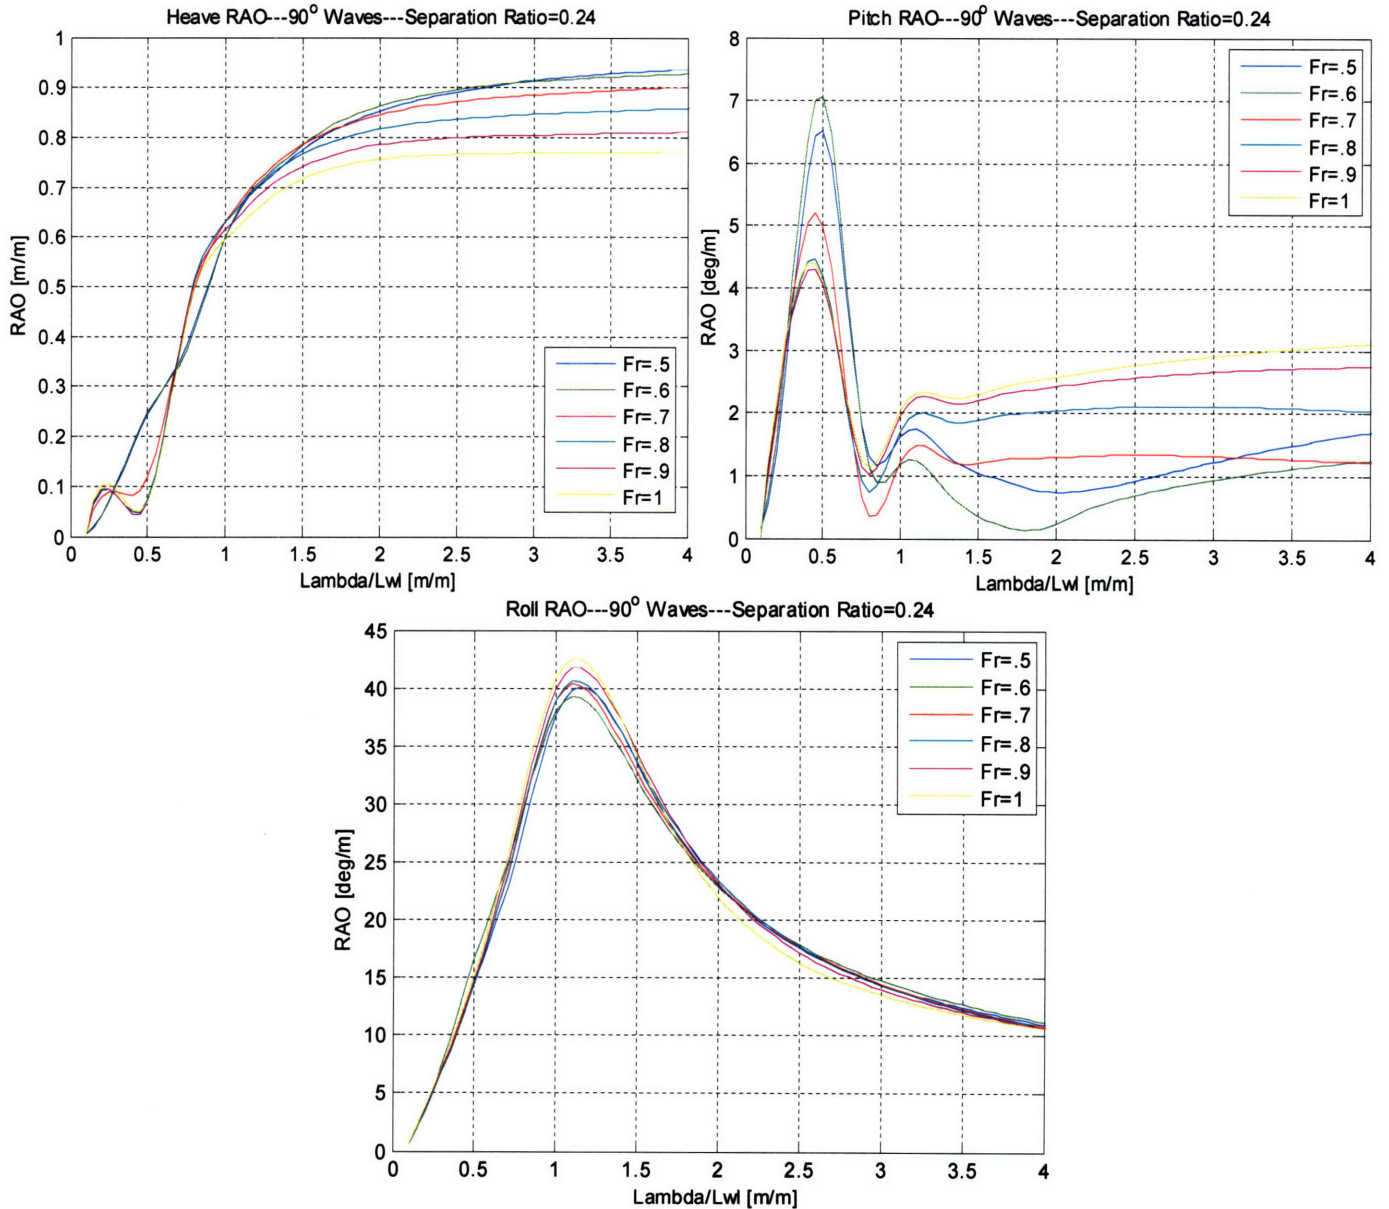 Heave RAO---90° Waves---Separation Ratio=0.24
1
0.9
0.8
0.7
0.6
0.5
0.4
0.3
0.2
0.1
0
RAO [m/m]
Fr=.5
Fr=.6
Fr=.7
Fr=.8
Fr=.9
Fr=1
0 0.5 1 1.5 2 2.5 3 3.5 4
Lambda/Lwl [m/m]
Pitch RAO---90° Waves---Separation Ratio=0.24
8
7
6
5
4
3
2
1
0
RAO [deg/m]
Fr=.5
Fr=.6
Fr=.7
Fr=.8
Fr=.9
Fr=1
0 0.5 1 1.5 2 2.5 3 3.5 4
Lambda/Lwl [m/m]
Roll RAO---90° Waves---Separation Ratio=0.24
45
40
35
30
25
20
15
10
5
0
RAO [deg/m]
Fr=.5
Fr=.6
Fr=.7
Fr=.8
Fr=.9
Fr=1
0 0.5 1 1.5 2 2.5 3 3.5 4
Lambda/Lwl [m/m]